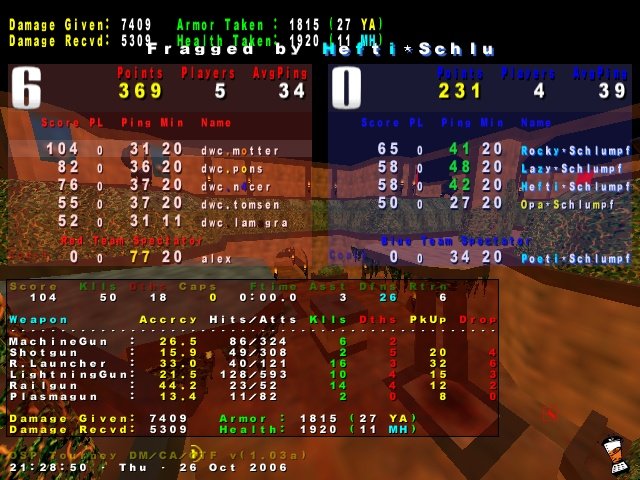 Damage Given: 7409 Armor Taken : 1815 (27 YA)
Damage Recvd: 5309 Health Taken: 1920 (11 MH)
Fragged by Hefti*Schlu
6 Points Players AvgPing
369 5 34
Score PL Ping Min Name
104 0 31 20 dwc.motter
82 0 36 20 dwc.pons
76 0 37 20 dwc.nicer
55 0 37 20 dwc.tomsen
52 0 31 11 dwc.lamgra
Red Team Spectator
0 0 77 20 alex
0 Points Players AvgPing
231 4 39
Score PL Ping Min Name
65 0 41 20 Rocky*Schlumpf
58 0 48 20 Lazy*Schlumpf
58 0 42 20 Hefti*Schlumpf
50 0 27 20 Opa*Schlumpf
Blue Team Spectator
0 0 34 20 Poeti*Schlumpf
Score Klls Dths Caps Ftime Asst Dfns Rtrn
104 50 18 0 0:00.0 3 26 6
Weapon Accrcy Hits/Atts Klls Dths PkUp Drop
MachineGun : 26.5 86/324 6 2
Shotgun : 15.9 49/308 2 5 20 4
R.Launcher : 33.0 40/121 16 3 32 6
LightningGun: 21.5 128/593 10 4 15 3
Railgun : 44.2 23/52 14 4 12 2
Plasmagun : 13.4 11/82 2 0 8 0
Damage Given: 7409 Armor : 1815 (27 YA)
Damage Recvd: 5309 Health: 1920 (11 MH)
OSP Tourney DM/CA/CTF v(1.03a)
21:28:50 - Thu - 26 Oct 2006